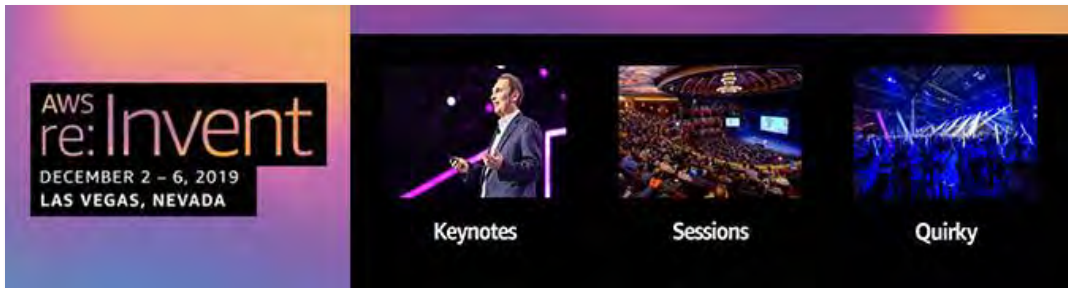 AWS
re:Invent
DECEMBER 2 – 6, 2019
LAS VEGAS, NEVADA
Keynotes
Sessions
Quirky